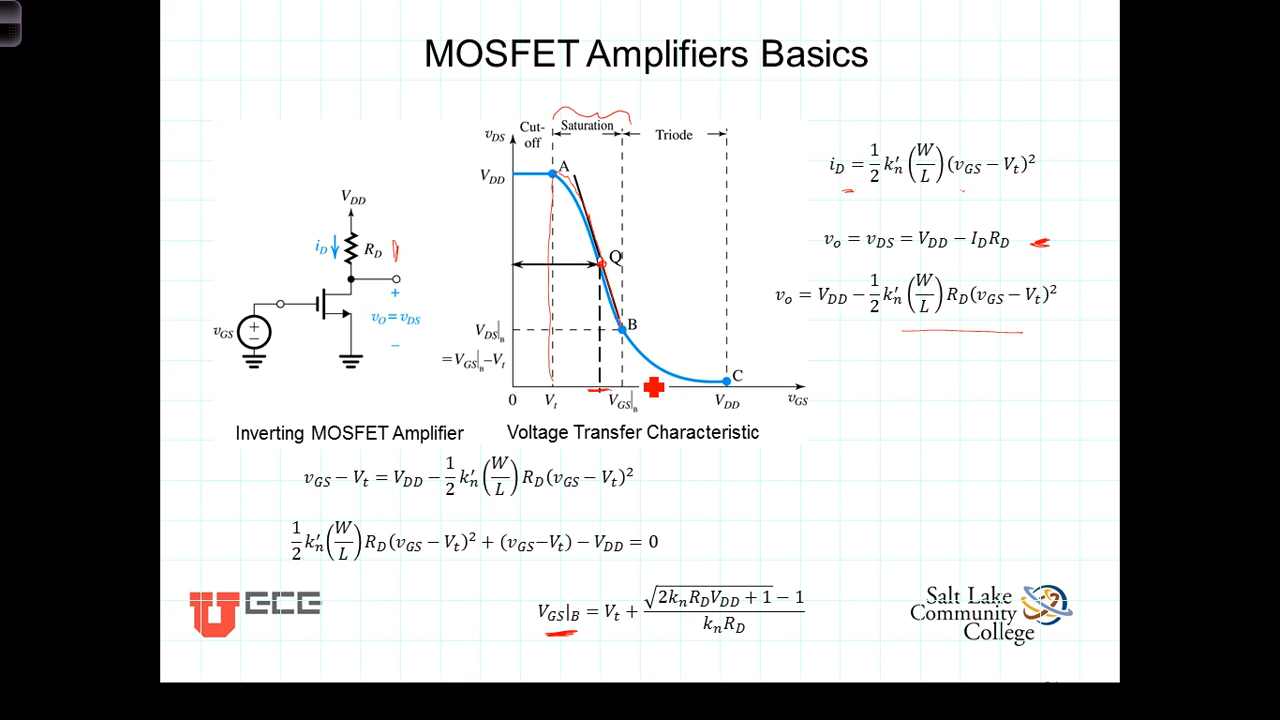 MOSFET Amplifiers Basics
V_DD
i_D
R_D
+
v_O = v_DS
−
v_GS
+
−
Inverting MOSFET Amplifier
v_DS
Cut-
off
Saturation
Triode
V_DD
A
Q
B
V_DS|_B
= V_GS|_B − V_t
C
0
V_t
V_GS|_B
V_DD
v_GS
Voltage Transfer Characteristic
i_D = 1/2 k′_n (W/L) (v_GS − V_t)²
v_o = v_DS = V_DD − I_D R_D
v_o = V_DD − 1/2 k′_n (W/L) R_D (v_GS − V_t)²
v_GS − V_t = V_DD − 1/2 k′_n (W/L) R_D (v_GS − V_t)²
1/2 k′_n (W/L) R_D (v_GS − V_t)² + (v_GS − V_t) − V_DD = 0
V_GS|_B = V_t + (√(2k_n R_D V_DD + 1) − 1) / (k_n R_D)
U ECE
Salt Lake
Community
College